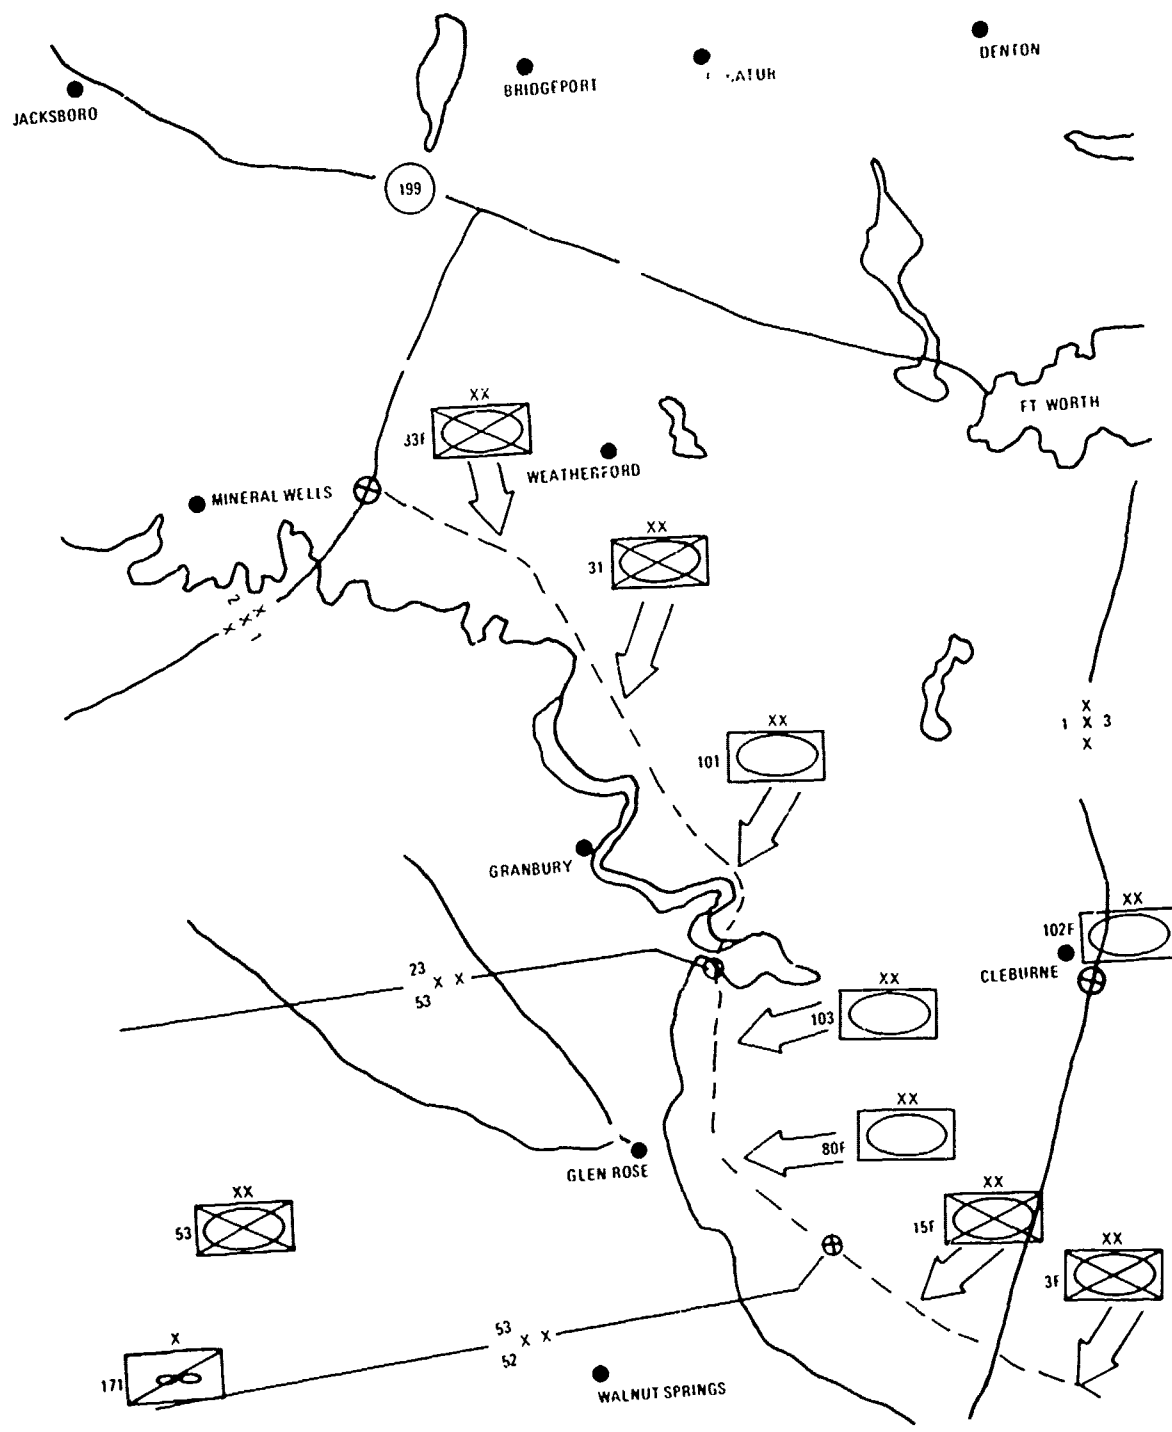 DENTON
BRIDGEPORT
JACKSBORO
199
FT WORTH
XX
33F
WEATHERFORD
MINERAL WELLS
XX
31
2
X X X
1
X
1 X 3
X
XX
101
GRANBURY
XX
102F
CLEBURNE
23
X X
53
XX
103
XX
80F
GLEN ROSE
XX
53
XX
15F
XX
3F
53
X X
52
X
171
WALNUT SPRINGS